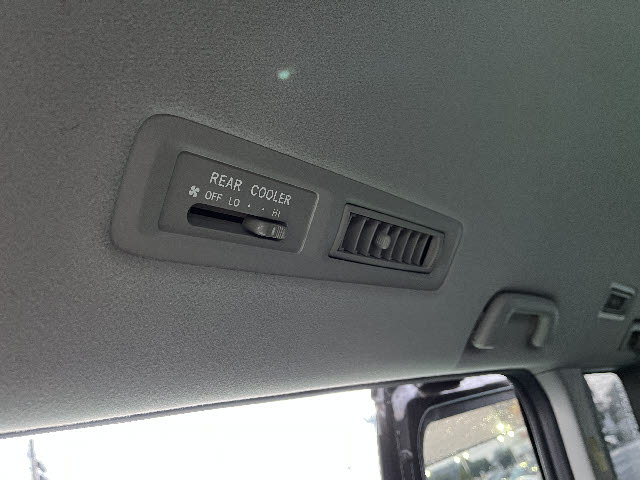 REAR COOLER
OFF LO · · HI